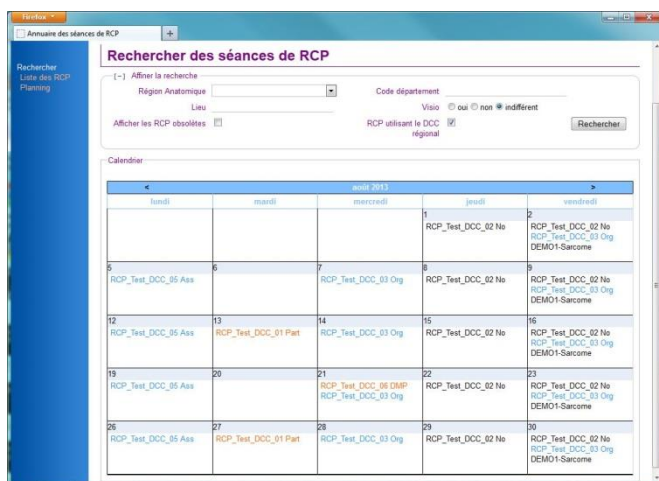 Firefox
Annuaire des séances de RCP
+
Rechercher
Liste des RCP
Planning
Rechercher des séances de RCP
[-] Affiner la recherche
Région Anatomique Code département
Lieu Visio oui non indifférent
Afficher les RCP obsolètes RCP utilisant le DCC régional Rechercher
Calendrier
< août 2013 >
lundi mardi mercredi jeudi vendredi
1 2
RCP_Test_DCC_02 No RCP_Test_DCC_02 No
RCP_Test_DCC_03 Org
DEMO1-Sarcome
5 6 7 8 9
RCP_Test_DCC_05 Ass RCP_Test_DCC_03 Org RCP_Test_DCC_02 No RCP_Test_DCC_02 No
RCP_Test_DCC_03 Org
DEMO1-Sarcome
12 13 14 15 16
RCP_Test_DCC_05 Ass RCP_Test_DCC_01 Part RCP_Test_DCC_03 Org RCP_Test_DCC_02 No RCP_Test_DCC_02 No
RCP_Test_DCC_03 Org
DEMO1-Sarcome
19 20 21 22 23
RCP_Test_DCC_05 Ass RCP_Test_DCC_06 DMP RCP_Test_DCC_02 No RCP_Test_DCC_02 No
RCP_Test_DCC_03 Org RCP_Test_DCC_03 Org
DEMO1-Sarcome
26 27 28 29 30
RCP_Test_DCC_05 Ass RCP_Test_DCC_01 Part RCP_Test_DCC_03 Org RCP_Test_DCC_02 No RCP_Test_DCC_02 No
RCP_Test_DCC_03 Org
DEMO1-Sarcome